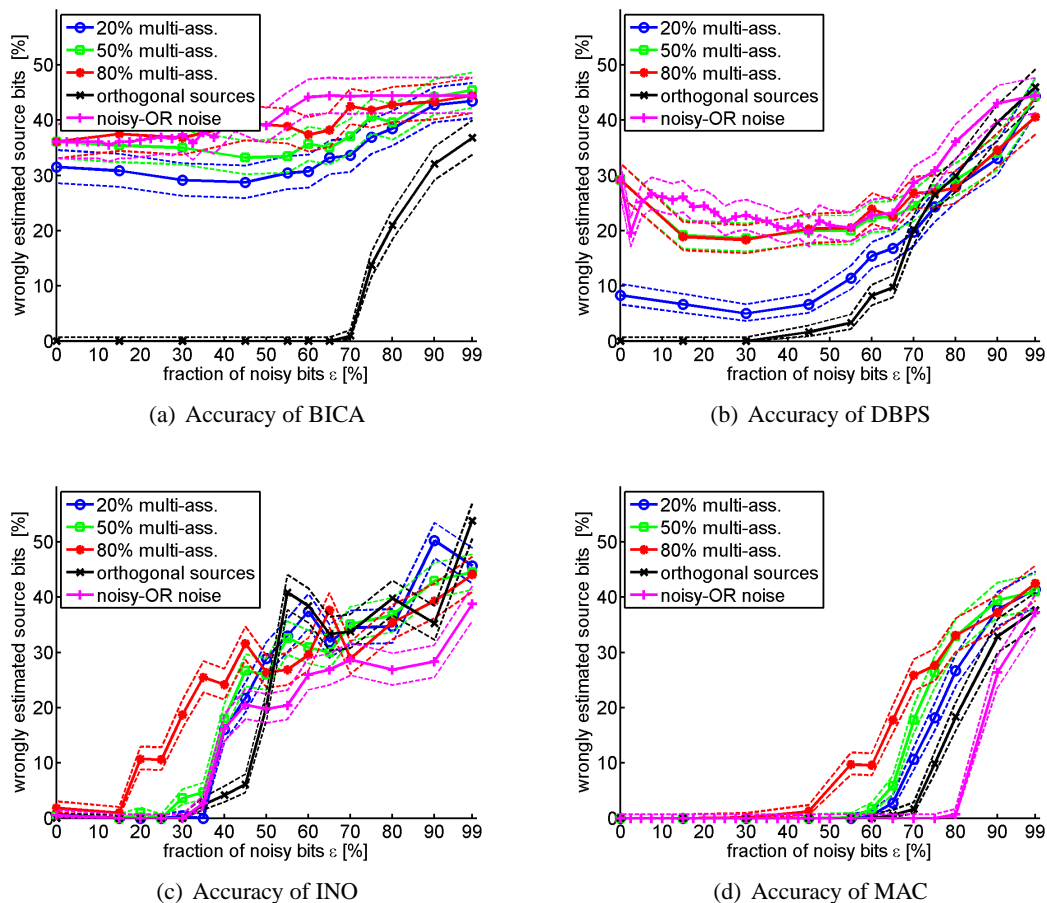 20% multi-ass.
50% multi-ass.
80% multi-ass.
orthogonal sources
noisy-OR noise
wrongly estimated source bits [%]
60
50
40
30
20
10
0
0 10 20 30 40 50 60 70 80 90 99
fraction of noisy bits ε [%]
(a) Accuracy of BICA
20% multi-ass.
50% multi-ass.
80% multi-ass.
orthogonal sources
noisy-OR noise
wrongly estimated source bits [%]
60
50
40
30
20
10
0
0 10 20 30 40 50 60 70 80 90 99
fraction of noisy bits ε [%]
(b) Accuracy of DBPS
20% multi-ass.
50% multi-ass.
80% multi-ass.
orthogonal sources
noisy-OR noise
wrongly estimated source bits [%]
60
50
40
30
20
10
0
0 10 20 30 40 50 60 70 80 90 99
fraction of noisy bits ε [%]
(c) Accuracy of INO
20% multi-ass.
50% multi-ass.
80% multi-ass.
orthogonal sources
noisy-OR noise
wrongly estimated source bits [%]
60
50
40
30
20
10
0
0 10 20 30 40 50 60 70 80 90 99
fraction of noisy bits ε [%]
(d) Accuracy of MAC